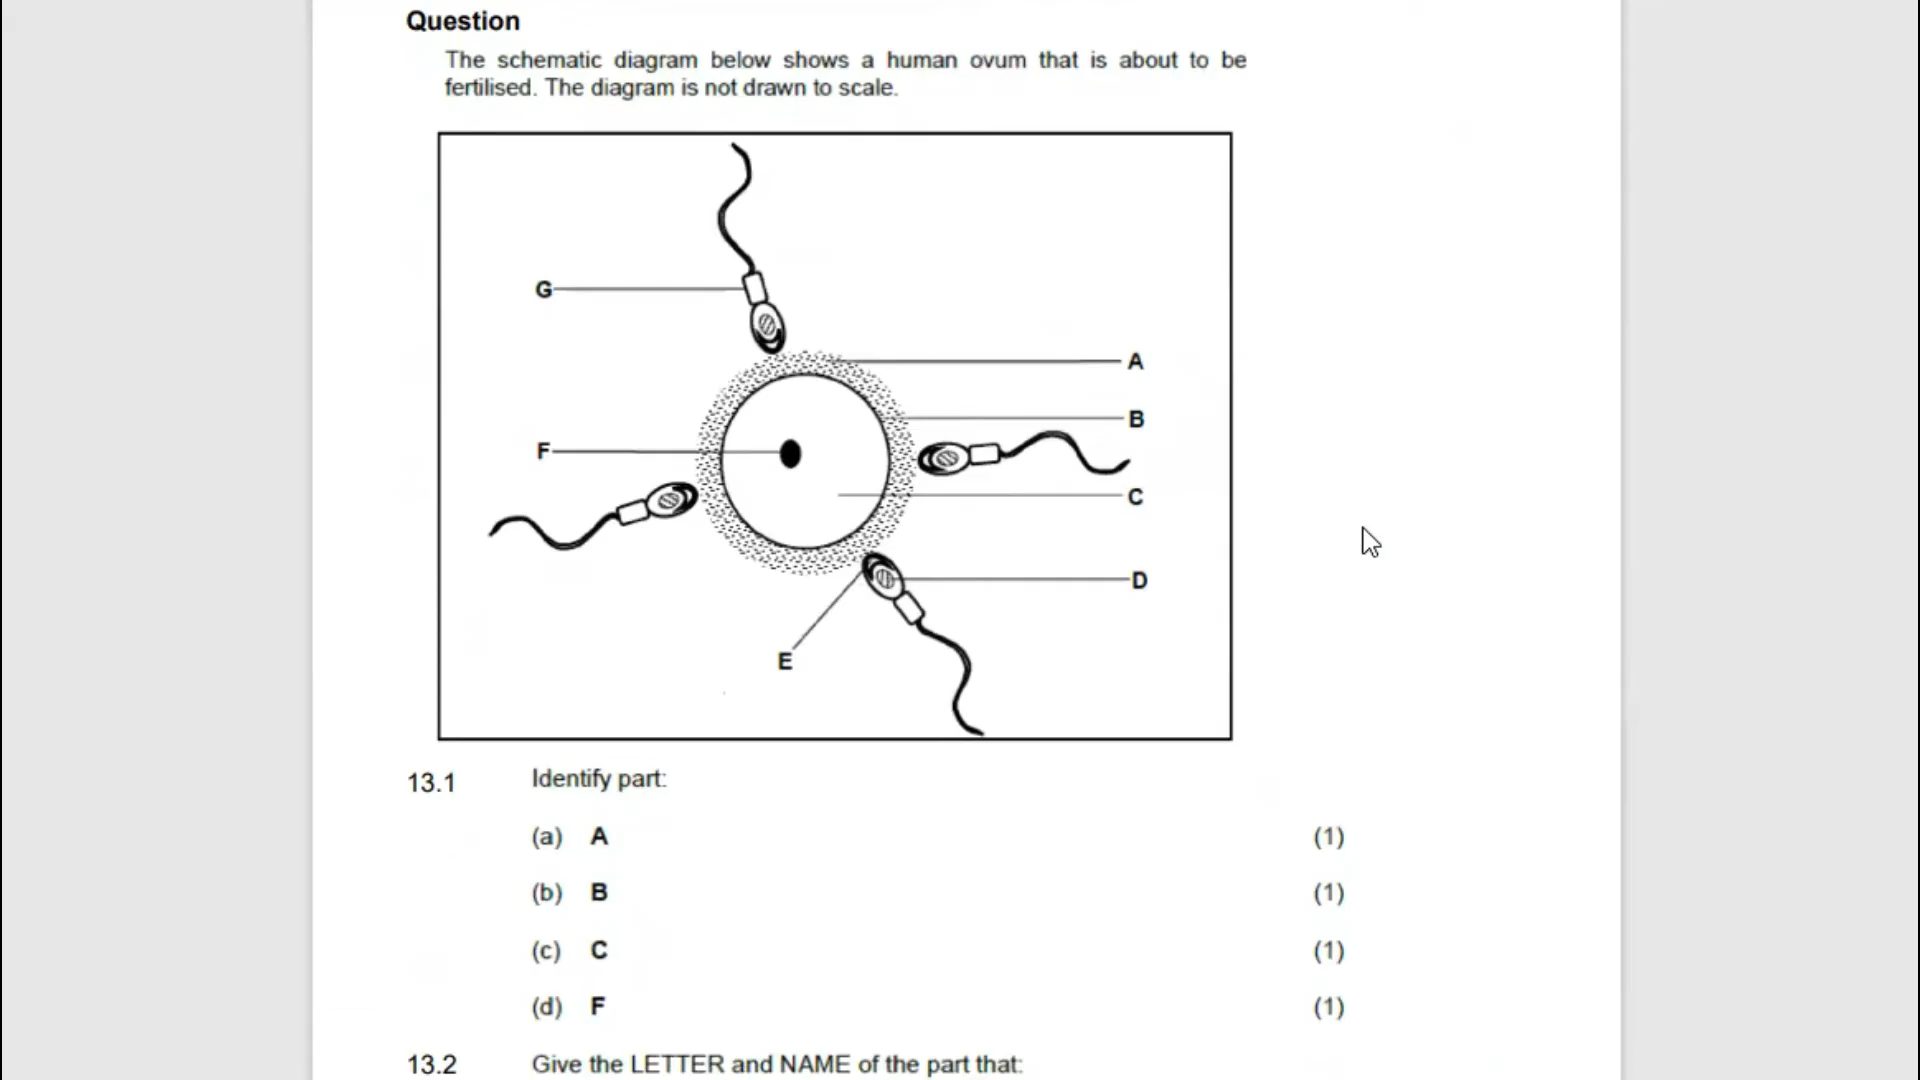 Question
The schematic diagram below shows a human ovum that is about to be
fertilised. The diagram is not drawn to scale.
G
A
B
F
C
D
E
13.1 Identify part:
(a) A (1)
(b) B (1)
(c) C (1)
(d) F (1)
13.2 Give the LETTER and NAME of the part that: